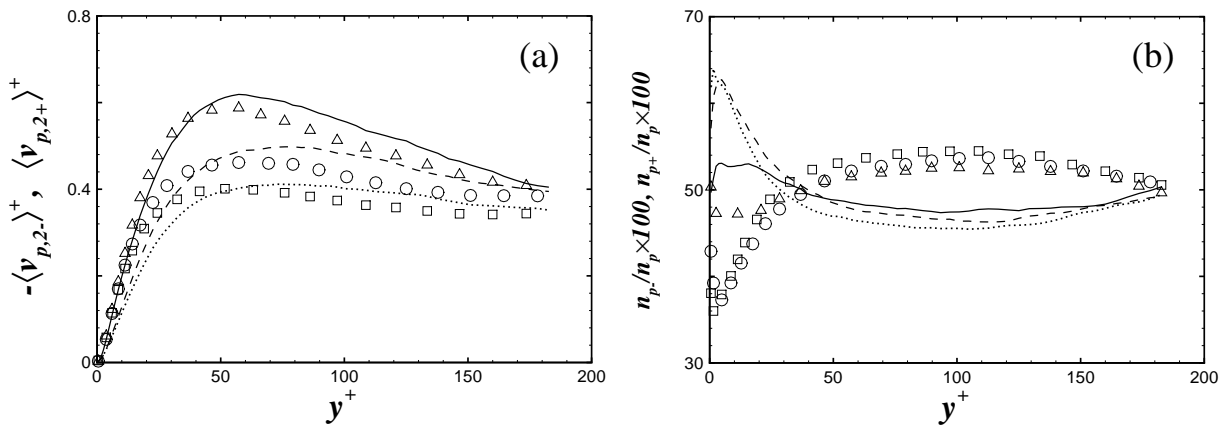 0.8
(a)
-⟨v_{p,2-}⟩^+ , ⟨v_{p,2+}⟩^+
0.4
0
0 50 100 150 200
y^+
70
(b)
n_{p-}/n_p×100, n_{p+}/n_p×100
50
30
0 50 100 150 200
y^+